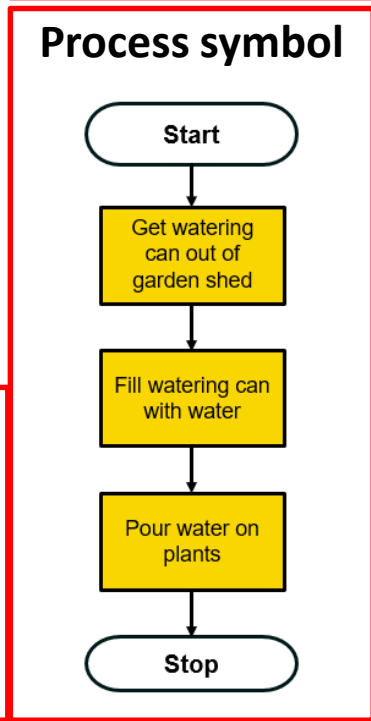 Process symbol
Start
Get watering
can out of
garden shed
Fill watering can
with water
Pour water on
plants
Stop